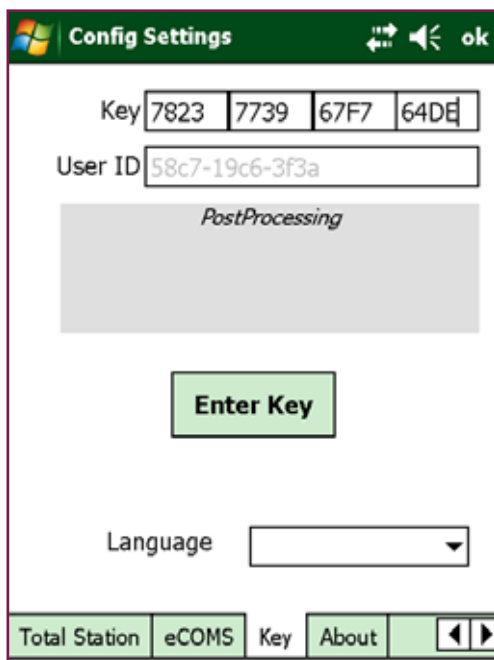 Config Settings ok
Key 7823 7739 67F7 64DE
User ID 58c7-19c6-3f3a
PostProcessing
Enter Key
Language
Total Station eCOMS Key About